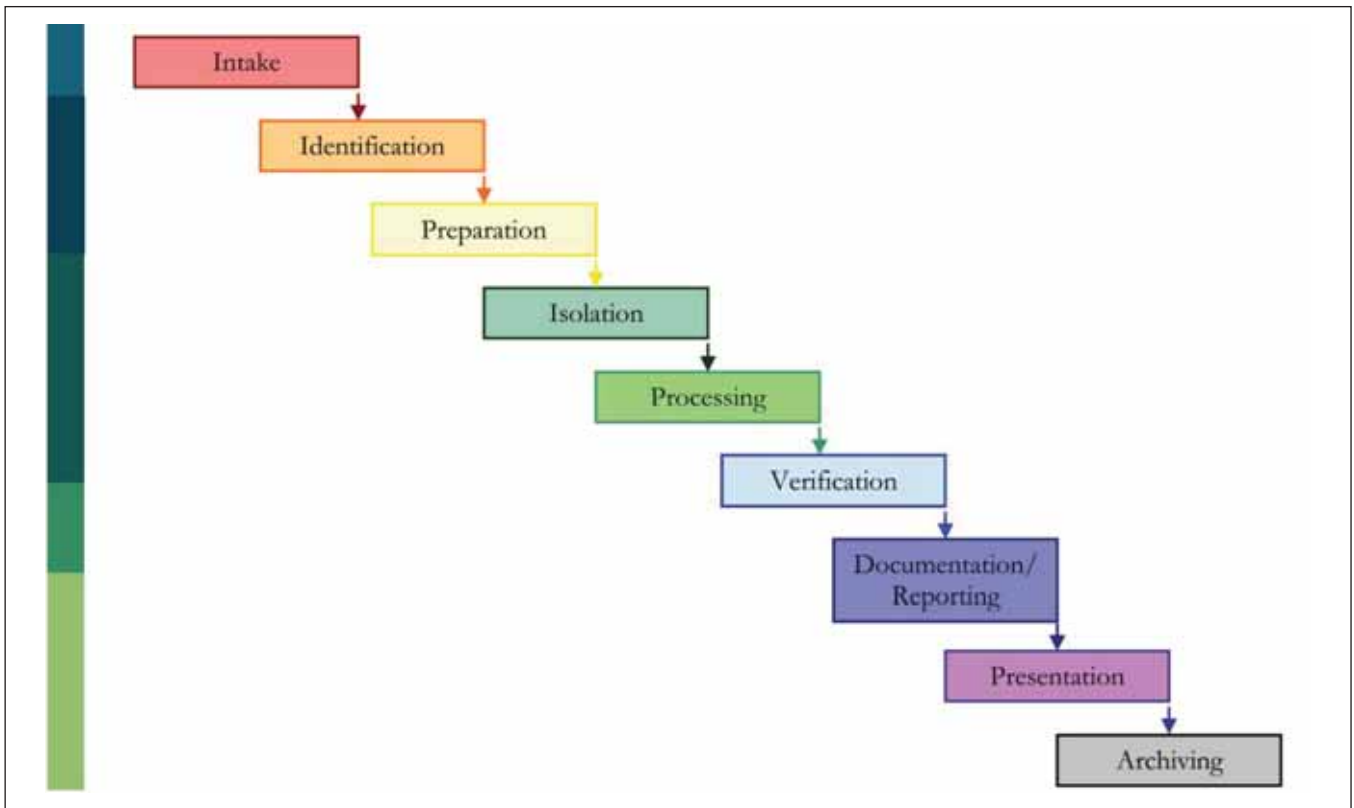 Intake
Identification
Preparation
Isolation
Processing
Verification
Documentation/
Reporting
Presentation
Archiving